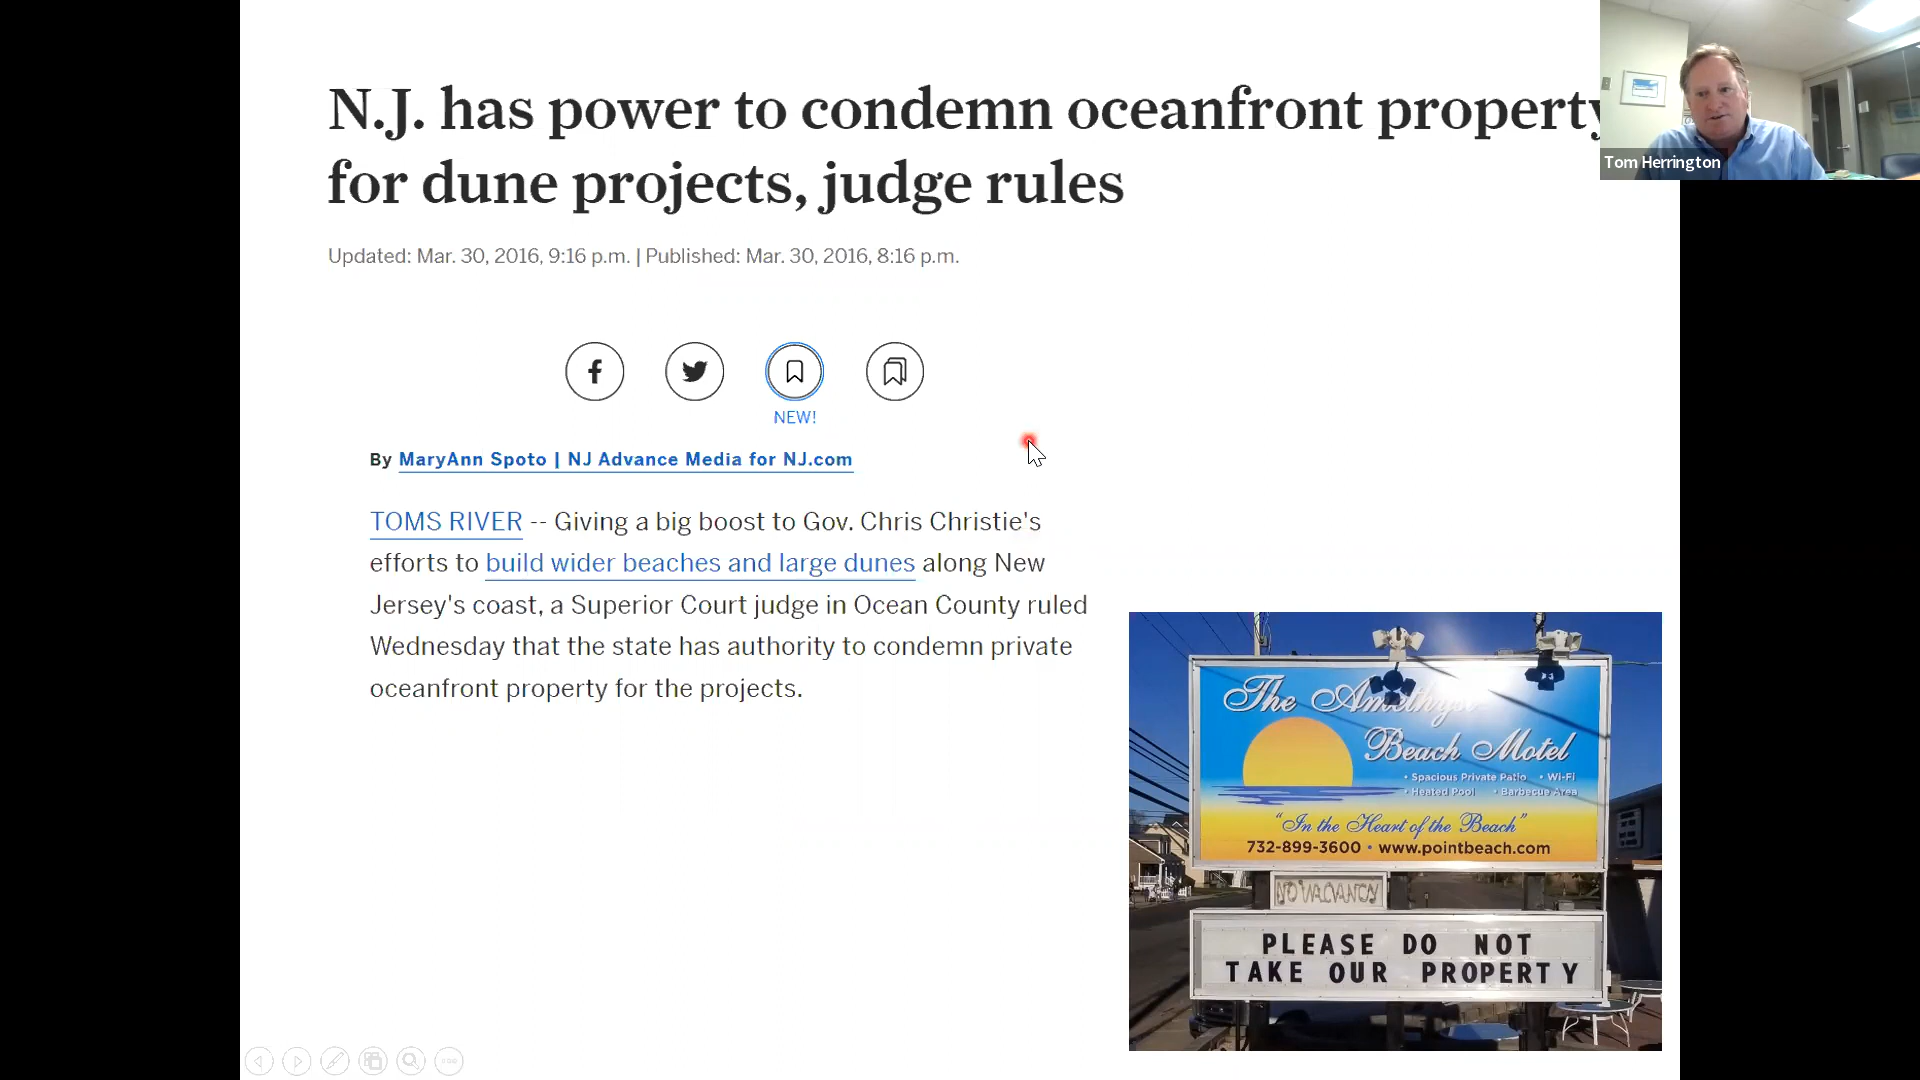 N.J. has power to condemn oceanfront property
for dune projects, judge rules
Tom Herrington
Updated: Mar. 30, 2016, 9:16 p.m. | Published: Mar. 30, 2016, 8:16 p.m.
NEW!
By MaryAnn Spoto | NJ Advance Media for NJ.com
TOMS RIVER -- Giving a big boost to Gov. Chris Christie's
efforts to build wider beaches and large dunes along New
Jersey's coast, a Superior Court judge in Ocean County ruled
Wednesday that the state has authority to condemn private
oceanfront property for the projects.
The Amethyst
Beach Motel
• Spacious Private Patio • Wi-Fi
• Heated Pool • Barbecue Area
"In the Heart of the Beach"
732-899-3600 • www.pointbeach.com
NO VACANCY
PLEASE DO NOT
TAKE OUR PROPERTY